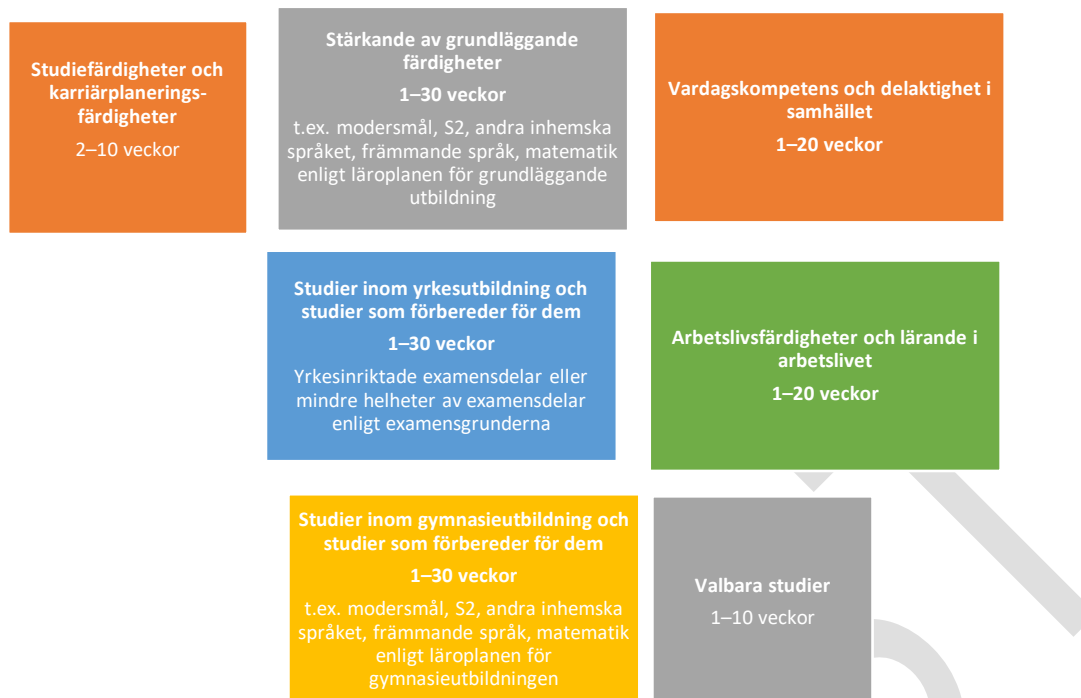 Studiefärdigheter och
karriärplanerings-
färdigheter
2–10 veckor
Stärkande av grundläggande
färdigheter
1–30 veckor
t.ex. modersmål, S2, andra inhemska
språket, främmande språk, matematik
enligt läroplanen för grundläggande
utbildning
Vardagskompetens och delaktighet i
samhället
1–20 veckor
Studier inom yrkesutbildning och
studier som förbereder för dem
1–30 veckor
Yrkesinriktade examensdelar eller
mindre helheter av examensdelar
enligt examensgrunderna
Arbetslivsfärdigheter och lärande i
arbetslivet
1–20 veckor
Studier inom gymnasieutbildning och
studier som förbereder för dem
1–30 veckor
t.ex. modersmål, S2, andra inhemska
språket, främmande språk, matematik
enligt läroplanen för
gymnasieutbildningen
Valbara studier
1–10 veckor